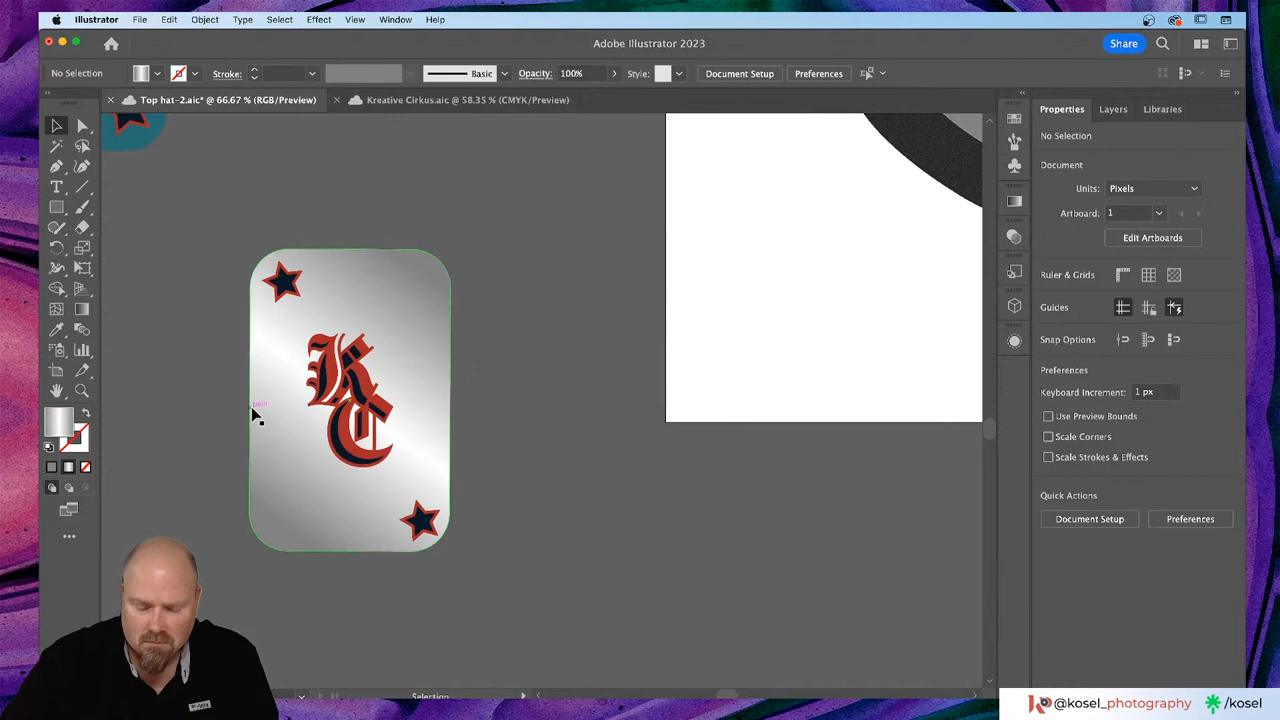 Illustrator File Edit Object Type Select Effect View Window Help
Adobe Illustrator 2023
Share
No Selection
Stroke:
Basic
Opacity: 100%
Style:
Document Setup
Preferences
Top hat-2.aic* @ 66.67 % (RGB/Preview)
Kreative Cirkus.aic @ 58.35 % (CMYK/Preview)
Properties Layers Libraries
No Selection
Document
Units: Pixels
Artboard: 1
Edit Artboards
Ruler & Grids
Guides
Snap Options
Preferences
Keyboard Increment: 1 px
Use Preview Bounds
Scale Corners
Scale Strokes & Effects
Quick Actions
Document Setup Preferences
K
C
path
Selection
@kosel_photography /kosel